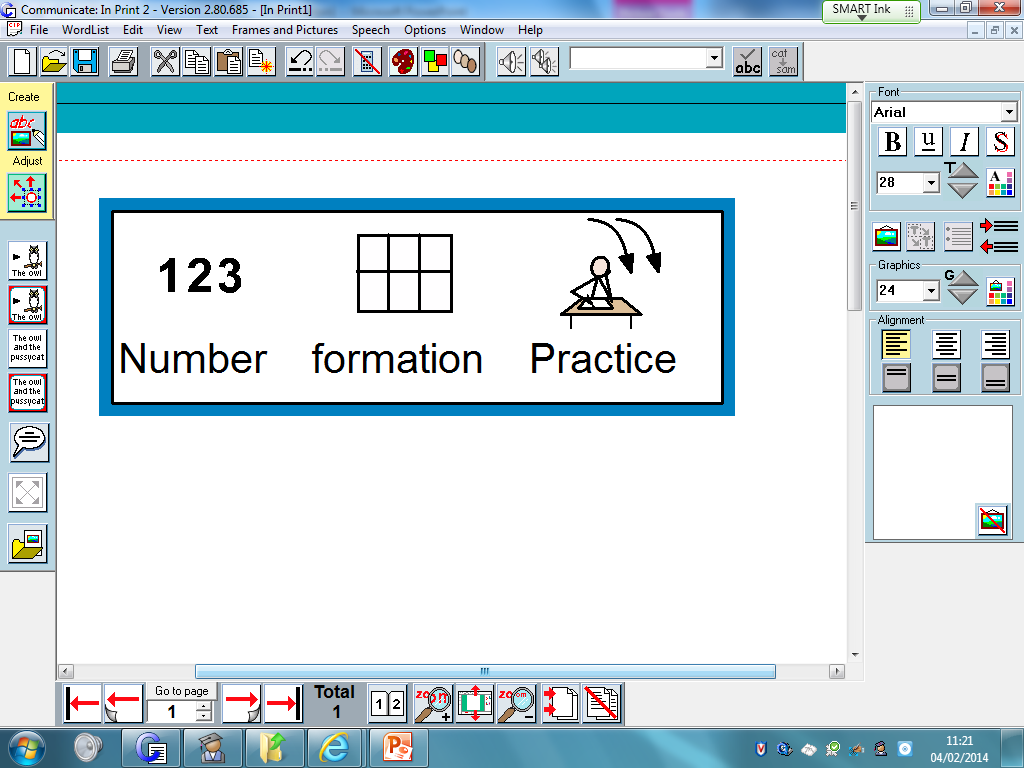 Communicate: In Print 2 - Version 2.80.685 - [In Print1]
SMART Ink
File WordList Edit View Text Frames and Pictures Speech Options Window Help
abc
cat
sam
Create
abc
Adjust
The owl
The owl
The owl
and the
pussycat
The owl
and the
pussycat
123
Number formation Practice
Font
Arial
B u I S
28
T
A
Graphics
24
G
Alignment
Go to page
1
Total
1
1 2
zoom
+
zoom
-
11:21
04/02/2014